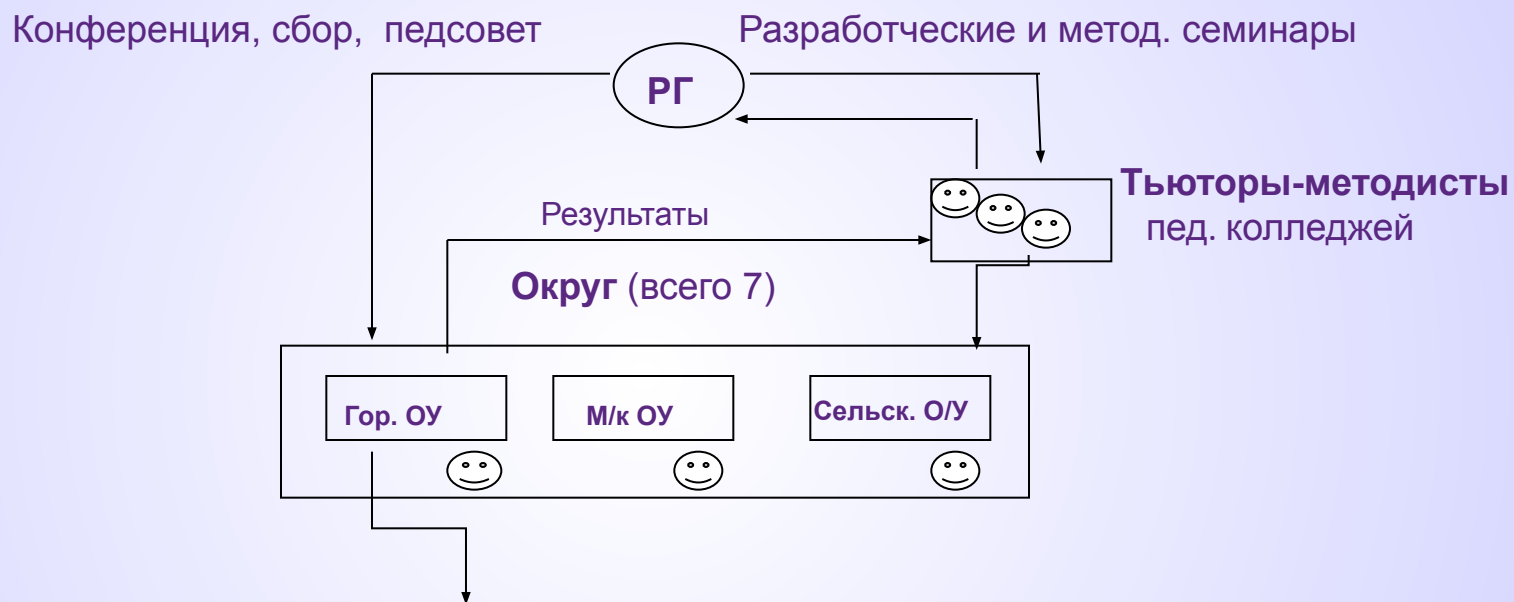 Конференция, сбор, педсовет
Разработческие и метод. семинары
РГ
Тьюторы-методисты
пед. колледжей
Результаты
Округ (всего 7)
Гор. ОУ
М/к ОУ
Сельск. О/У